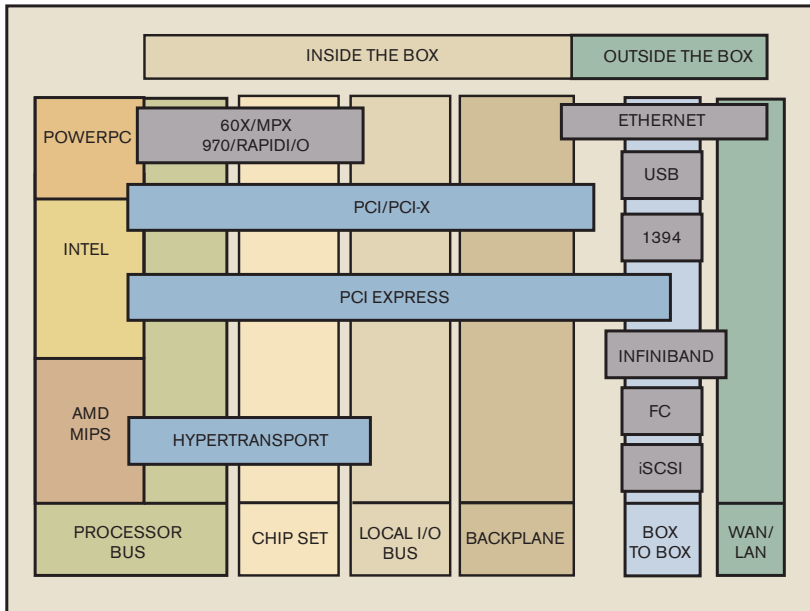 INSIDE THE BOX
OUTSIDE THE BOX
POWERPC
60X/MPX
970/RAPIDI/O
ETHERNET
USB
PCI/PCI-X
1394
INTEL
PCI EXPRESS
INFINIBAND
AMD
MIPS
FC
HYPERTRANSPORT
iSCSI
PROCESSOR
BUS
CHIP SET
LOCAL I/O
BUS
BACKPLANE
BOX
TO BOX
WAN/
LAN